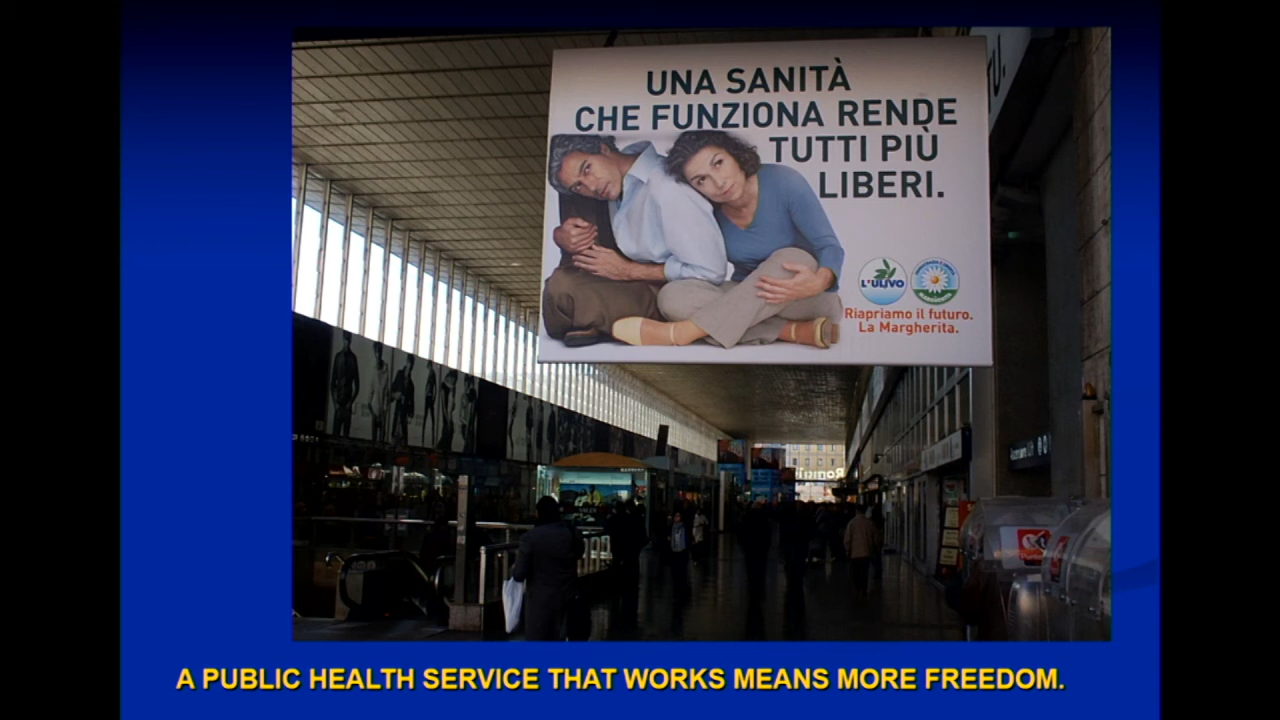 UNA SANITÀ
CHE FUNZIONA RENDE
TUTTI PIÙ
LIBERI.
L'ULIVO
Riapriamo il futuro.
La Margherita.
A PUBLIC HEALTH SERVICE THAT WORKS MEANS MORE FREEDOM.